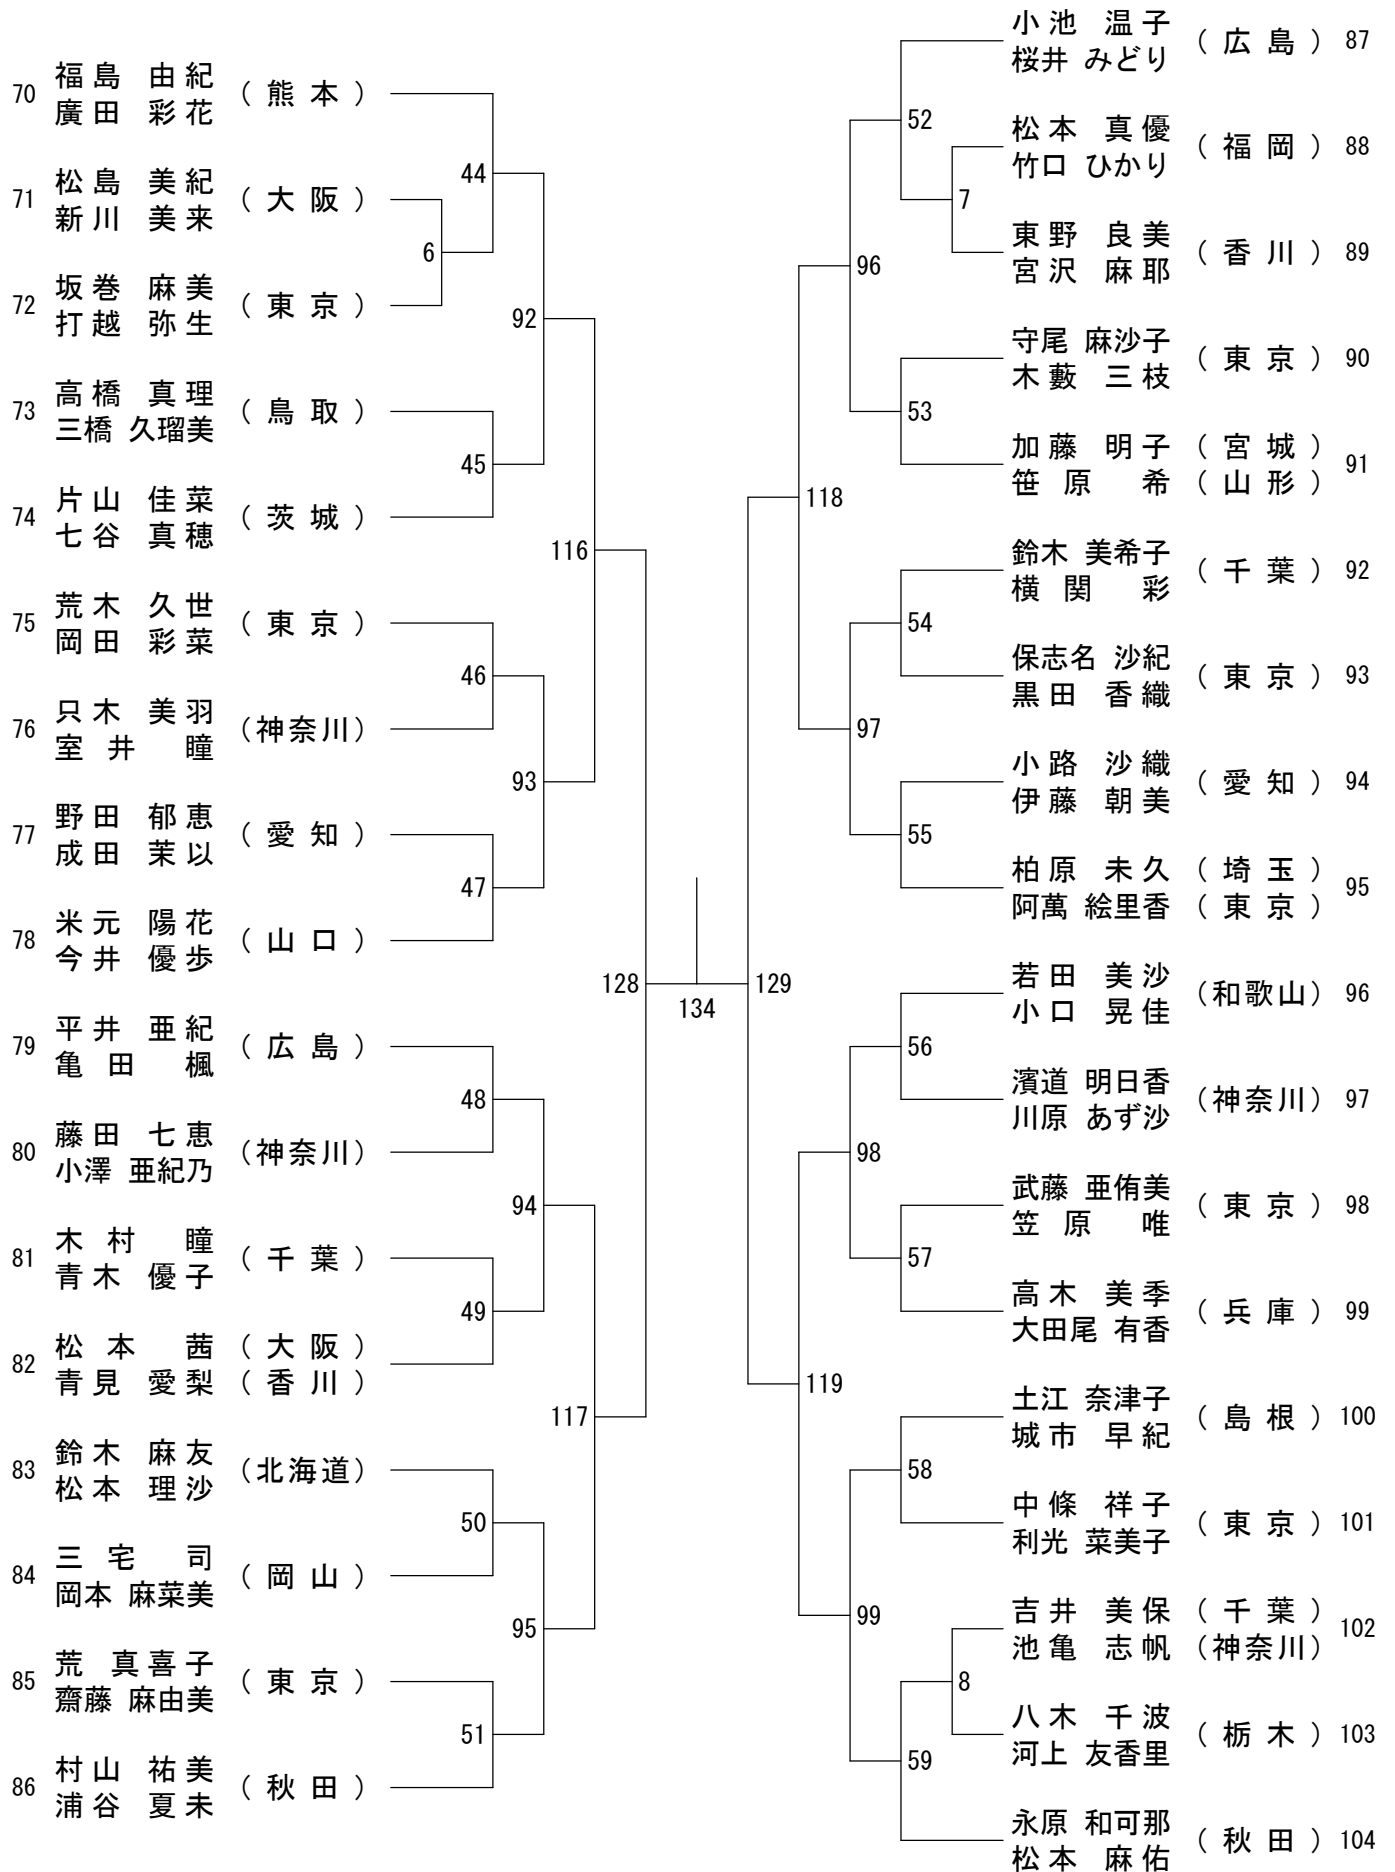 70 福島 由紀 (熊本)
廣田 彩花
71 松島 美紀 (大阪)
新川 美来
72 坂巻 麻美 (東京)
打越 弥生
73 高橋 真理 (鳥取)
三橋 久瑠美
74 片山 佳菜 (茨城)
七谷 真穂
75 荒木 久世 (東京)
岡田 彩菜
76 只木 美羽 (神奈川)
室井 瞳
77 野田 郁恵 (愛知)
成田 茉以
78 米元 陽花 (山口)
今井 優歩
79 平井 亜紀 (広島)
亀田 楓
80 藤田 七恵 (神奈川)
小澤 亜紀乃
81 木村 瞳 (千葉)
青木 優子
82 松本 茜 (大阪)
青見 愛梨 (香川)
83 鈴木 麻友 (北海道)
松本 理沙
84 三宅 司 (岡山)
岡本 麻菜美
85 荒 真喜子 (東京)
齋藤 麻由美
86 村山 祐美 (秋田)
浦谷 夏未
6
44
45
46
47
48
49
50
51
92
93
94
95
116
117
128
134
129
118
119
96
97
98
99
52
53
54
55
56
57
58
59
7
8
小池 温子 (広島) 87
桜井 みどり
松本 真優 (福岡) 88
竹口 ひかり
東野 良美 (香川) 89
宮沢 麻耶
守尾 麻沙子 (東京) 90
木藪 三枝
加藤 明子 (宮城) 91
笹原 希 (山形)
鈴木 美希子 (千葉) 92
横関 彩
保志名 沙紀 (東京) 93
黒田 香織
小路 沙織 (愛知) 94
伊藤 朝美
柏原 未久 (埼玉) 95
阿萬 絵里香 (東京)
若田 美沙 (和歌山) 96
小口 晃佳
濱道 明日香 (神奈川) 97
川原 あず沙
武藤 亜侑美 (東京) 98
笠原 唯
高木 美季 (兵庫) 99
大田尾 有香
土江 奈津子 (島根) 100
城市 早紀
中條 祥子 (東京) 101
利光 菜美子
吉井 美保 (千葉) 102
池亀 志帆 (神奈川)
八木 千波 (栃木) 103
河上 友香里
永原 和可那 (秋田) 104
松本 麻佑